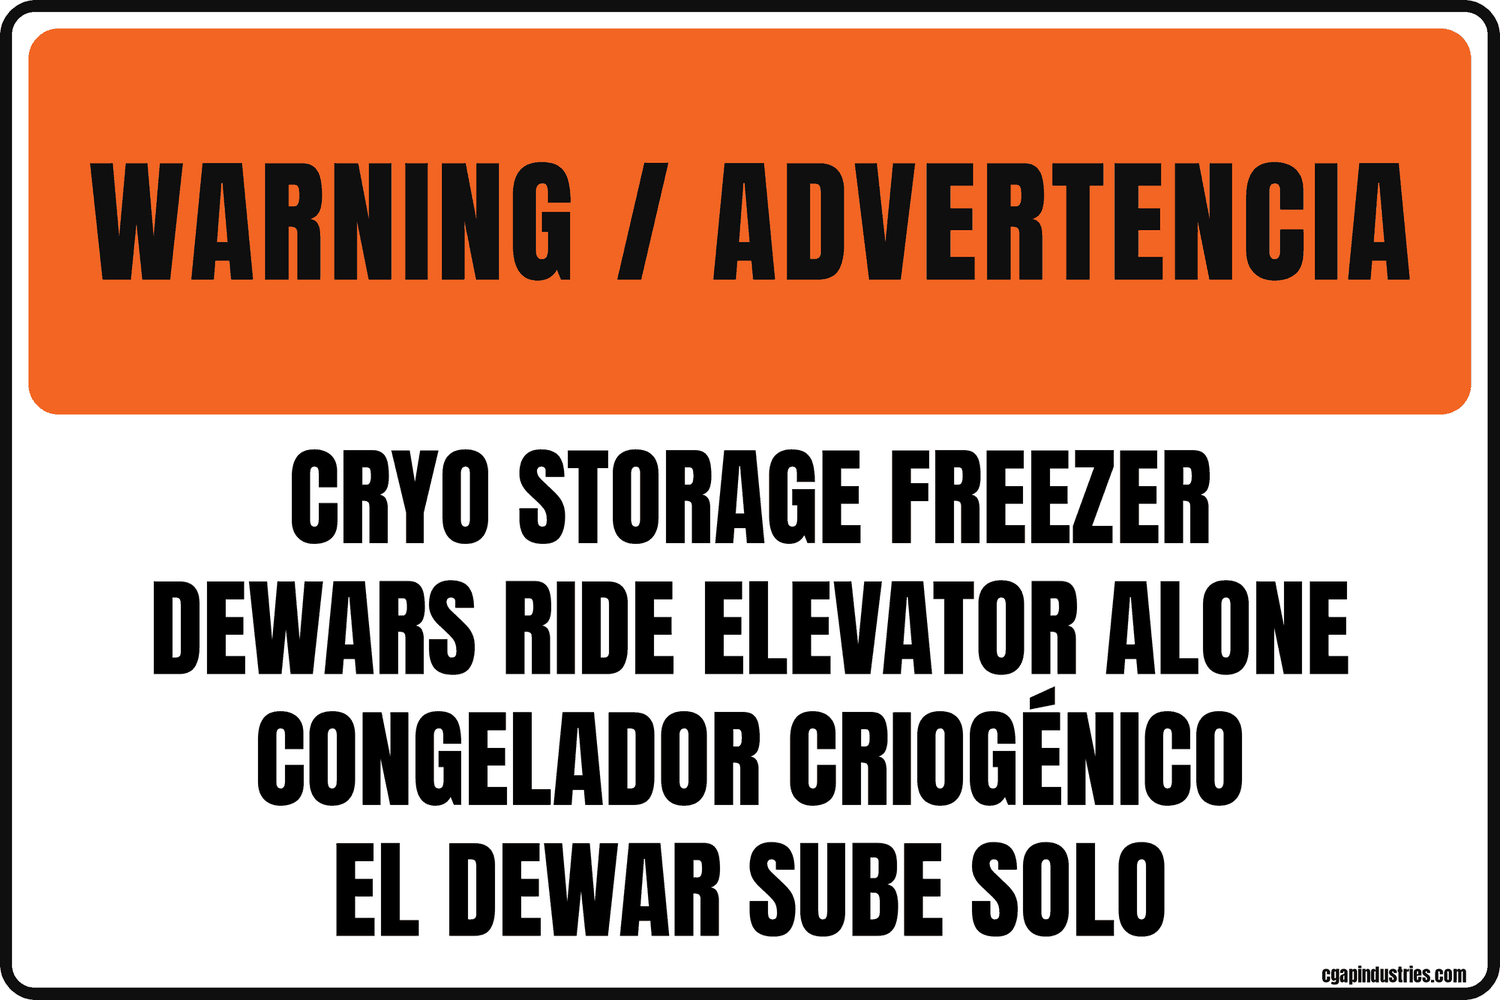 WARNING / ADVERTENCIA
CRYO STORAGE FREEZER
DEWARS RIDE ELEVATOR ALONE
CONGELADOR CRIOGÉNICO
EL DEWAR SUBE SOLO
cgapindustries.com